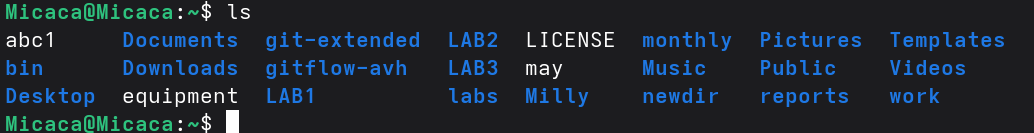 Micaca@Micaca:~$ ls
abc1 Documents git-extended LAB2 LICENSE monthly Pictures Templates
bin Downloads gitflow-avh LAB3 may Music Public Videos
Desktop equipment LAB1 labs Milly newdir reports work
Micaca@Micaca:~$